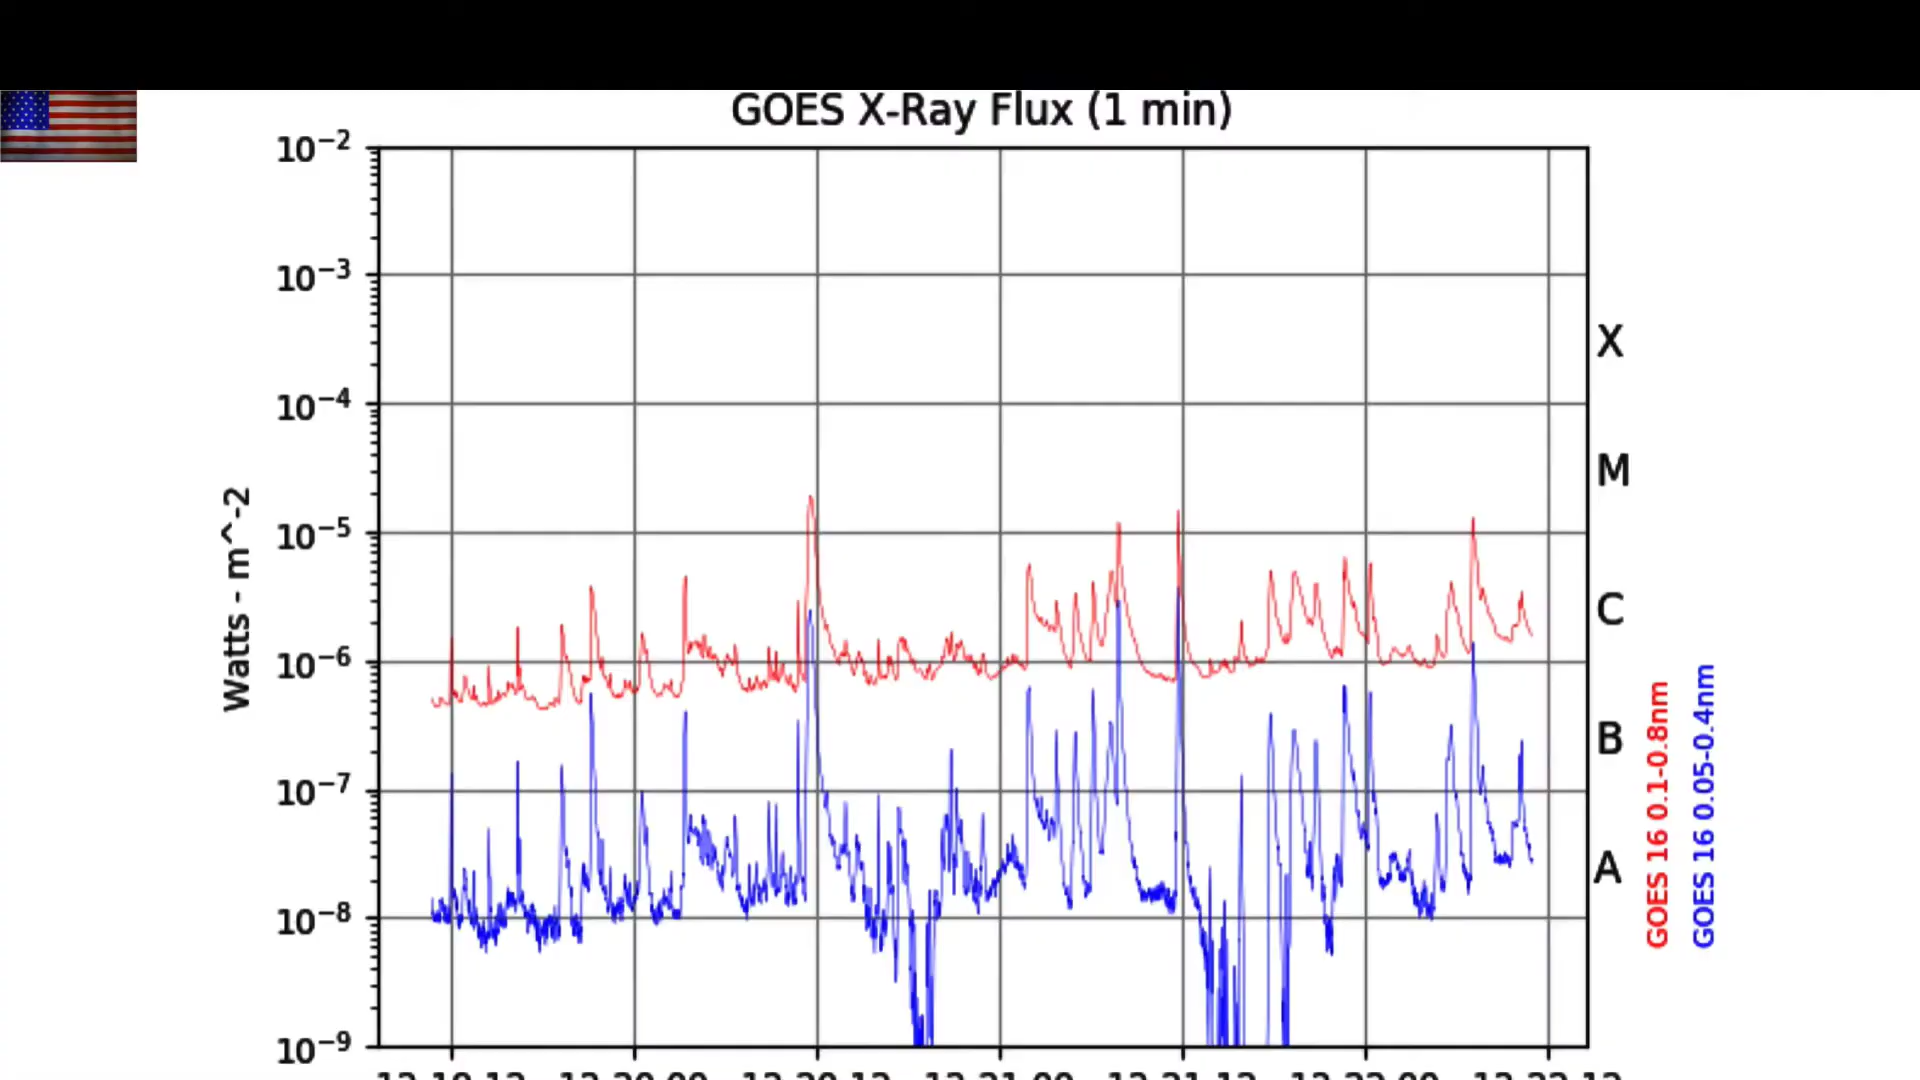 GOES X-Ray Flux (1 min)
10−2
10−3
10−4
10−5
10−6
10−7
10−8
10−9
Watts - m^-2
X
M
C
B
A
GOES 16 0.1-0.8nm
GOES 16 0.05-0.4nm